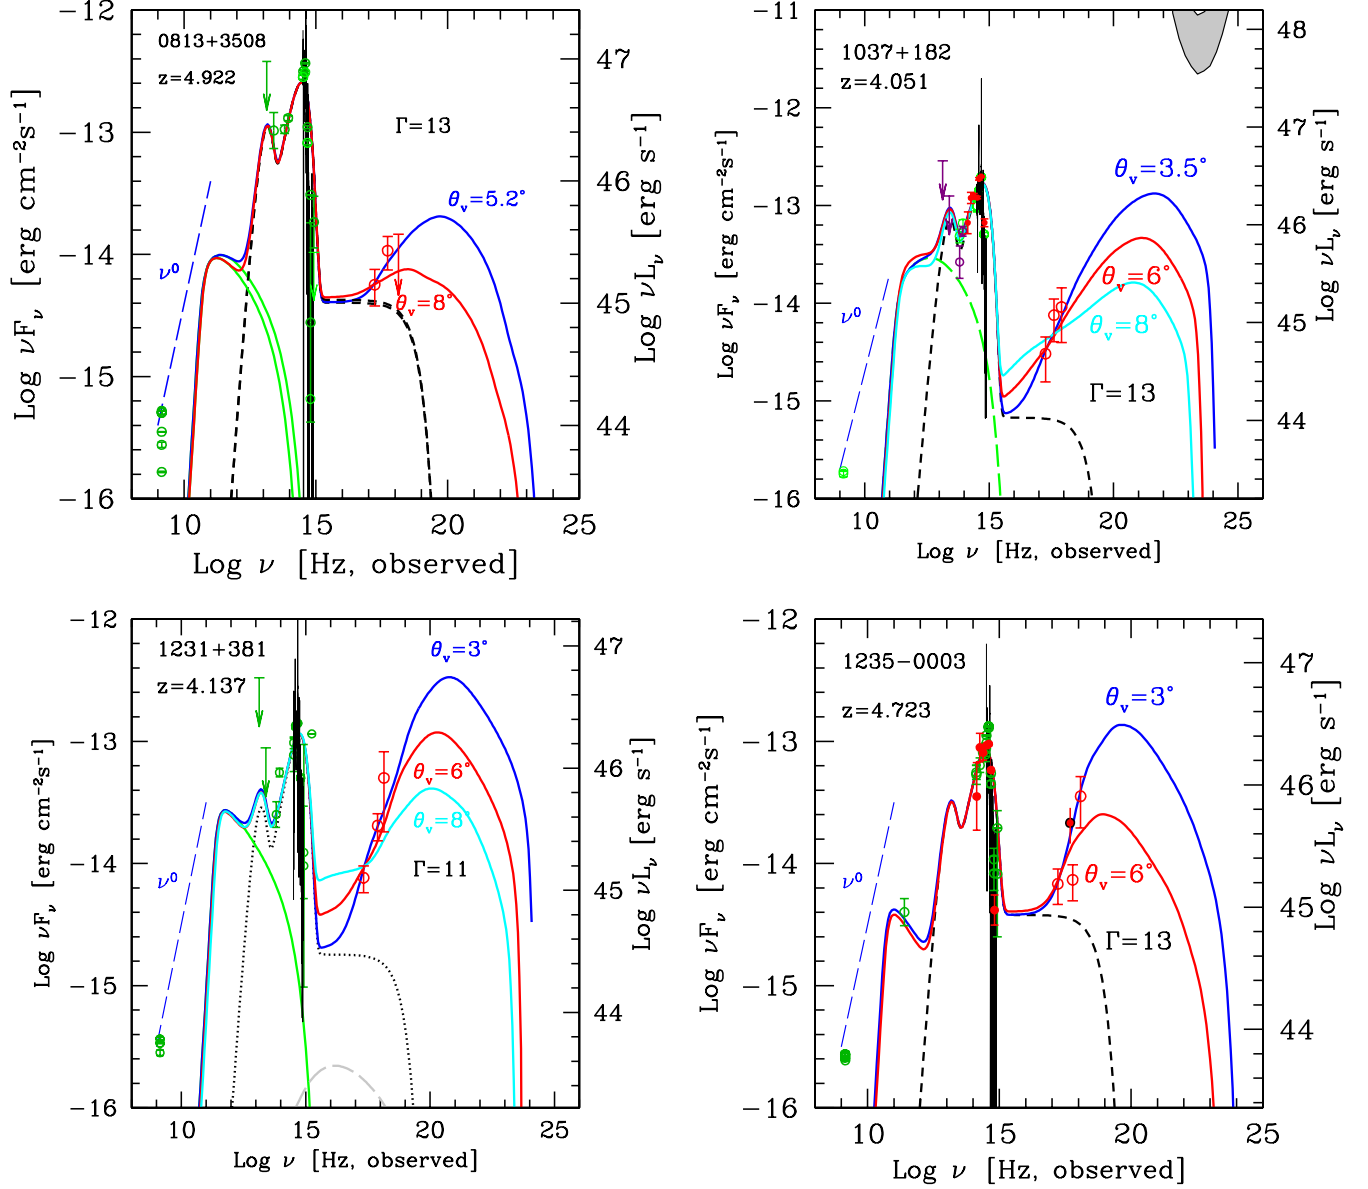 0813+3508
z=4.922
Γ=13
θv=5.2°
θv=8°
ν⁰
-12
-13
-14
-15
-16
47
46
45
44
10 15 20 25
Log νFν [erg cm−2s−1]
Log νLν [erg s−1]
Log ν [Hz, observed]
1037+182
z=4.051
θv=3.5°
θv=6°
θv=8°
Γ=13
ν⁰
-11
-12
-13
-14
-15
-16
48
47
46
45
44
10 15 20 25
Log νFν [erg cm−2s−1]
Log νLν [erg s−1]
Log ν [Hz, observed]
1231+381
z=4.137
θv=3°
θv=6°
θv=8°
Γ=11
ν⁰
-12
-13
-14
-15
-16
47
46
45
44
10 15 20 25
Log νFν [erg cm−2s−1]
Log νLν [erg s−1]
Log ν [Hz, observed]
1235-0003
z=4.723
θv=3°
θv=6°
Γ=13
ν⁰
-12
-13
-14
-15
-16
47
46
45
44
10 15 20 25
Log νFν [erg cm−2s−1]
Log νLν [erg s−1]
Log ν [Hz, observed]